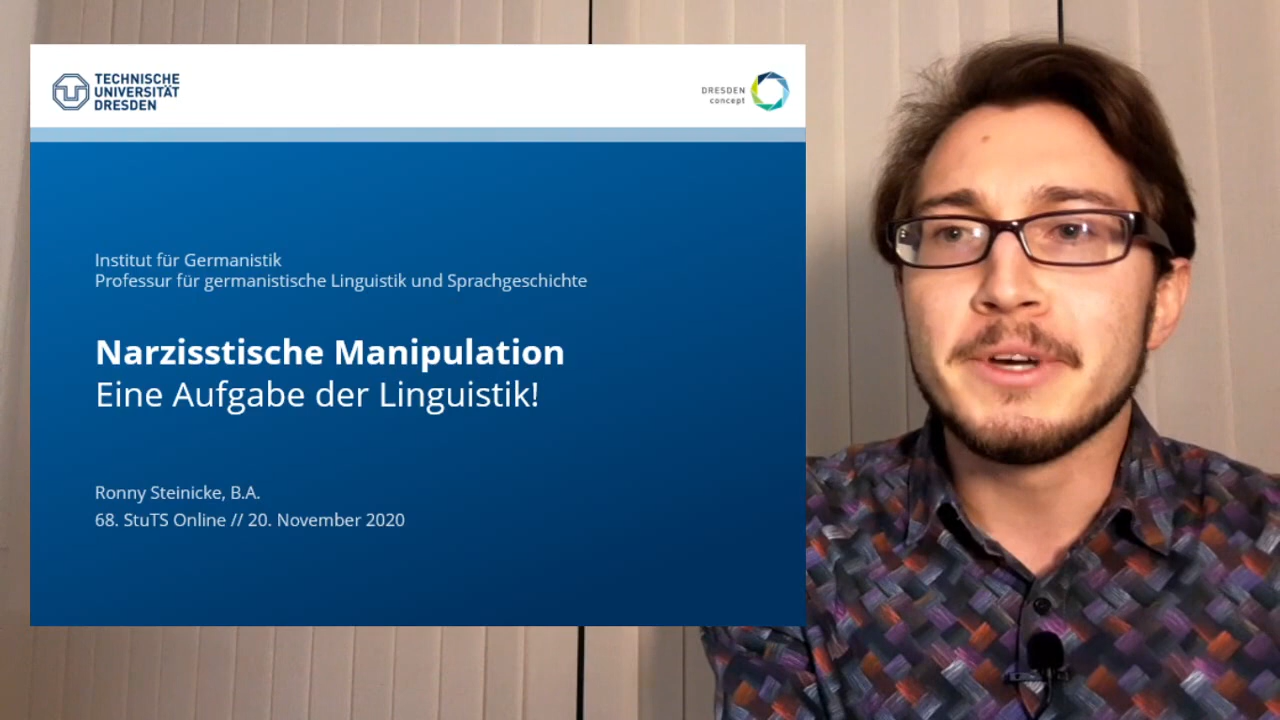 TECHNISCHE
UNIVERSITÄT
DRESDEN
DRESDEN
concept
Institut für Germanistik
Professur für germanistische Linguistik und Sprachgeschichte
Narzisstische Manipulation
Eine Aufgabe der Linguistik!
Ronny Steinicke, B.A.
68. StuTS Online // 20. November 2020